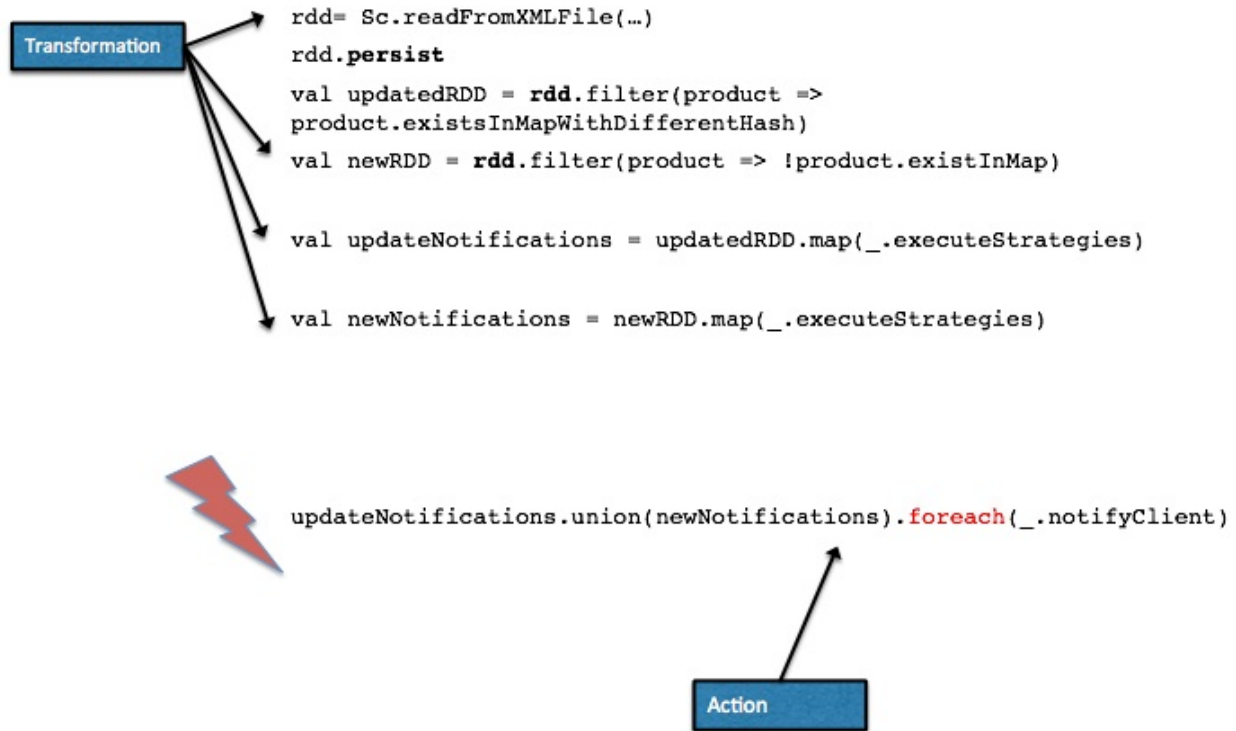 Transformation
rdd= Sc.readFromXMLFile(…)
rdd.persist
val updatedRDD = rdd.filter(product =>
product.existsInMapWithDifferentHash)
val newRDD = rdd.filter(product => !product.existInMap)
val updateNotifications = updatedRDD.map(_.executeStrategies)
val newNotifications = newRDD.map(_.executeStrategies)
updateNotifications.union(newNotifications).foreach(_.notifyClient)
Action